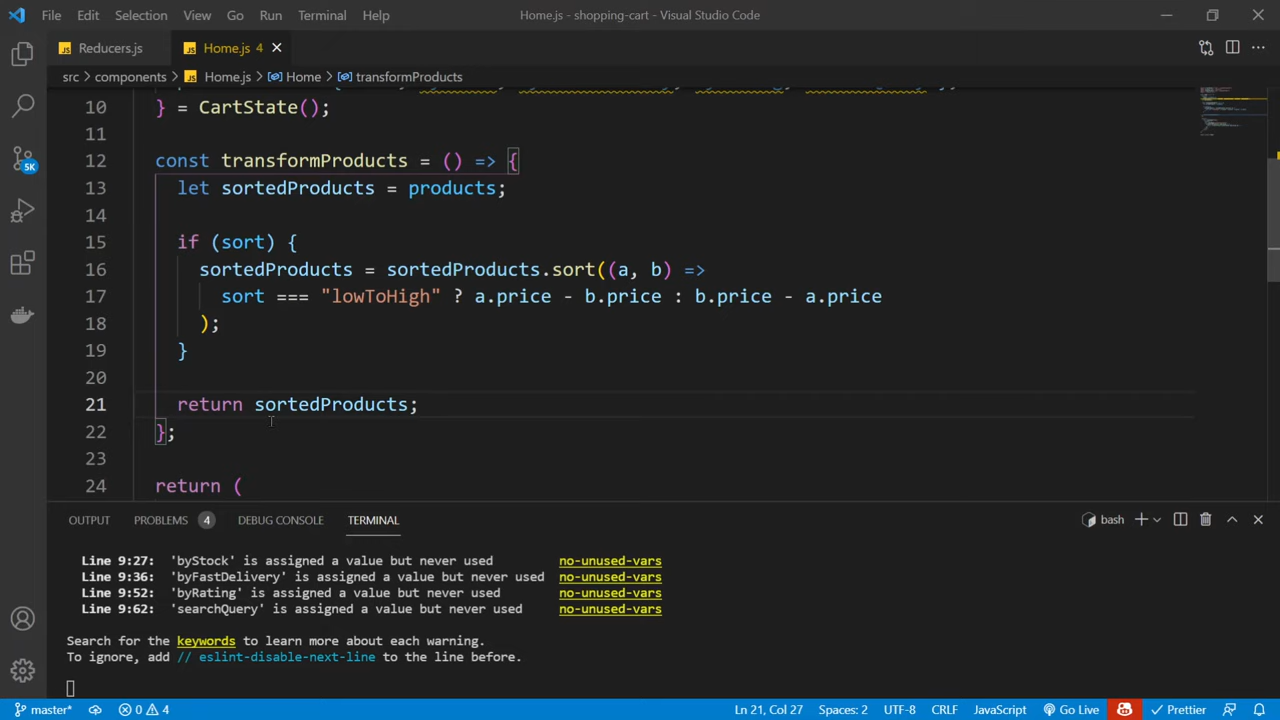 File Edit Selection View Go Run Terminal Help Home.js - shopping-cart - Visual Studio Code
JS Reducers.js JS Home.js 4
src > components > JS Home.js > Home > transformProducts
10 } = CartState();
11
12 const transformProducts = () => {
13 let sortedProducts = products;
14
15 if (sort) {
16 sortedProducts = sortedProducts.sort((a, b) =>
17 sort === "lowToHigh" ? a.price - b.price : b.price - a.price
18 );
19 }
20
21 return sortedProducts;
22 };
23
24 return (
5K
OUTPUT PROBLEMS 4 DEBUG CONSOLE TERMINAL bash
Line 9:27: 'byStock' is assigned a value but never used no-unused-vars
Line 9:36: 'byFastDelivery' is assigned a value but never used no-unused-vars
Line 9:52: 'byRating' is assigned a value but never used no-unused-vars
Line 9:62: 'searchQuery' is assigned a value but never used no-unused-vars
Search for the keywords to learn more about each warning.
To ignore, add // eslint-disable-next-line to the line before.
master* 0 4 Ln 21, Col 27 Spaces: 2 UTF-8 CRLF JavaScript Go Live Prettier